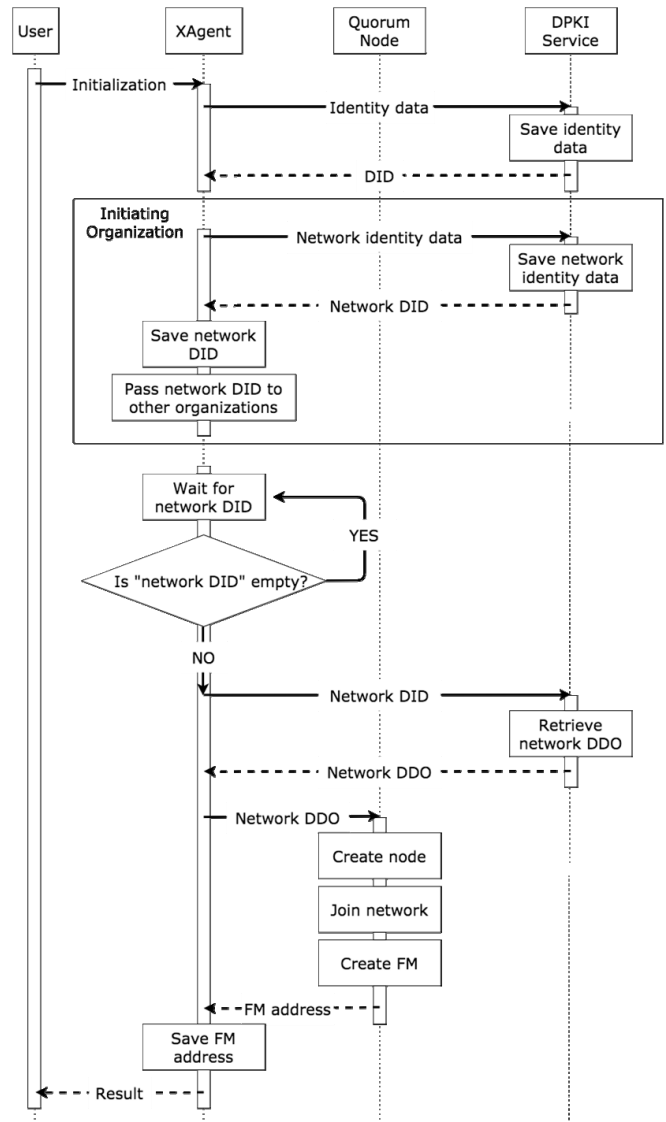 User
XAgent
Quorum
Node
DPKI
Service
Initialization
Identity data
Save identity
data
DID
Initiating
Organization
Network identity data
Save network
identity data
Network DID
Save network
DID
Pass network DID to
other organizations
Wait for
network DID
YES
Is "network DID" empty?
NO
Network DID
Retrieve
network DDO
Network DDO
Network DDO
Create node
Join network
Create FM
FM address
Save FM
address
Result